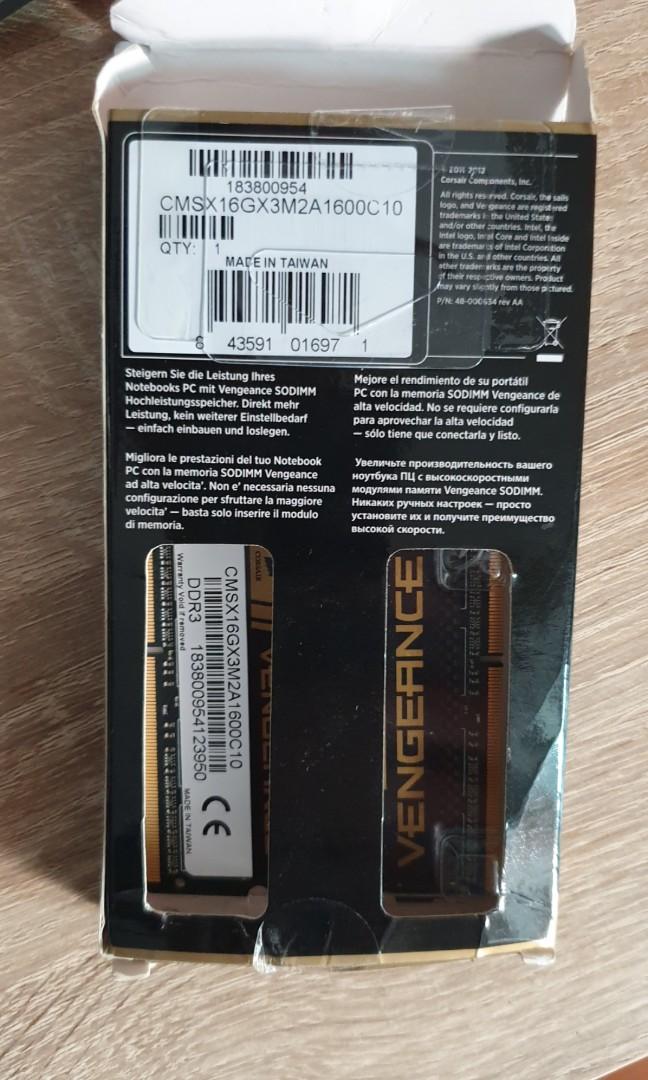 183800954
CMSX16GX3M2A1600C10
QTY: 1
MADE IN TAIWAN
8 43591 01697 1
2012
Corsair Components, Inc.
All rights reserved. Corsair, the sails
logo, and Vengeance are registered
trademarks in the United States
and/or other countries. Intel, the
Intel logo, Intel Core and Intel Inside
are trademarks of Intel Corporation
in the U.S. and other countries. All
other trademarks are the property
of their respective owners. Product
may vary slightly from those pictured.
P/N: 48-000634 rev AA
Steigern Sie die Leistung Ihres
Notebooks PC mit Vengeance SODIMM
Hochleistungsspeicher. Direkt mehr
Leistung, kein weiterer Einstellbedarf
— einfach einbauen und loslegen.
Mejore el rendimiento de su portátil
PC con la memoria SODIMM Vengeance de
alta velocidad. No se requiere configurarla
para aprovechar la alta velocidad
— sólo tiene que conectarla y listo.
Migliora le prestazioni del tuo Notebook
PC con la memoria SODIMM Vengeance
ad alta velocita'. Non e' necessaria nessuna
configurazione per sfruttare la maggiore
velocita' — basta solo inserire il modulo
di memoria.
Увеличьте производительность вашего
ноутбука ПЦ с высокоскоростными
модулями памяти Vengeance SODIMM.
Никаких ручных настроек — просто
установите их и получите преимущество
высокой скорости.
CORSAIR
VENGEANCE
CMSX16GX3M2A1600C10
DDR3 183800954123950
Warranty Void If Removed
MADE IN TAIWAN
CE
VENGEANCE